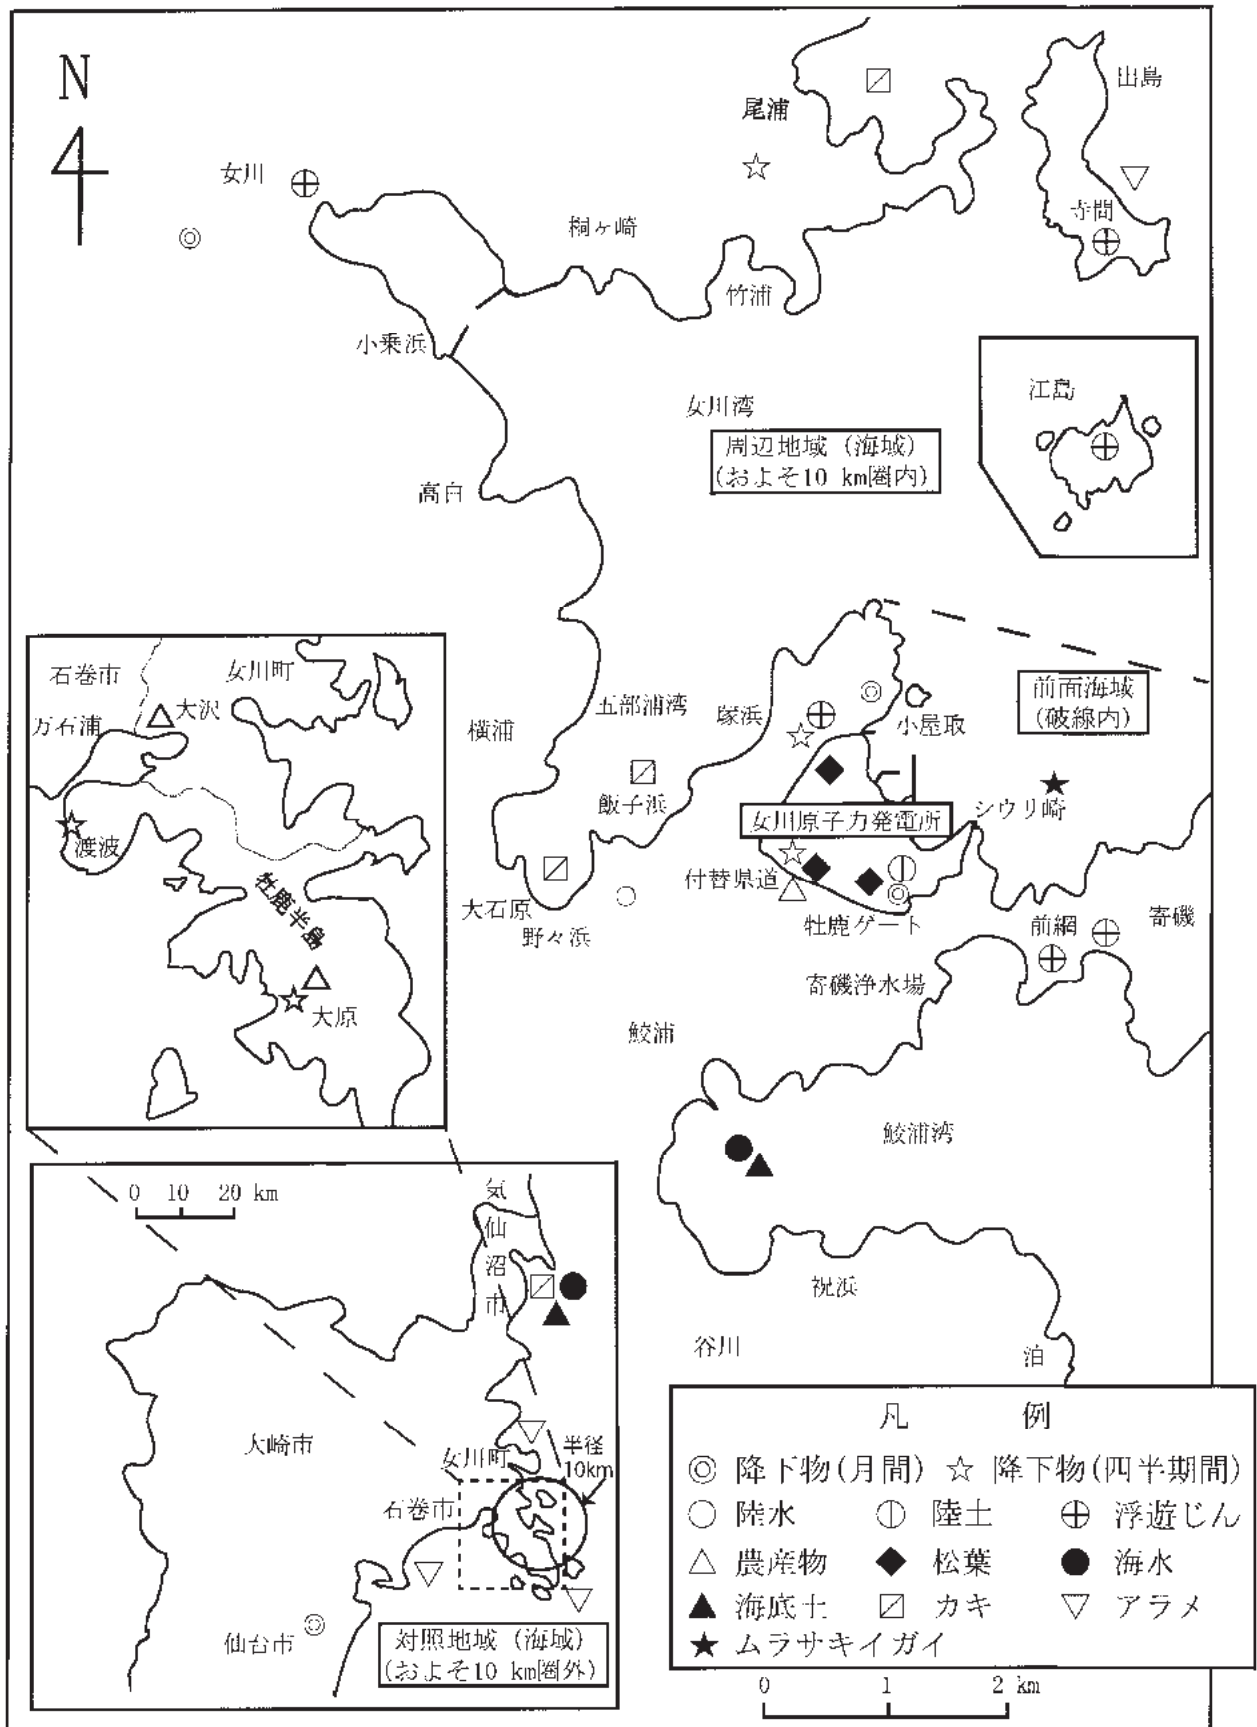 N
出島
尾浦
女川
寺間
桐ヶ崎
竹浦
小乗浜
江島
女川湾
周辺地域（海域）
(およそ10 km圏内)
高白
石巻市
女川町
大沢
万石浦
渡波
牡鹿半島
大原
前面海域
(破線内)
五部浦湾
塚浜
小屋取
横浦
飯子浜
シウリ崎
女川原子力発電所
付替県道
大石原
野々浜
牡鹿ゲート
前網
寄磯
寄磯浄水場
鮫浦
鮫浦湾
祝浜
谷川
泊
0 10 20 km
気仙沼市
大崎市
女川町
半径
10km
石巻市
仙台市
対照地域（海域）
(およそ10 km圏外)
凡 例
◎ 降下物(月間) ☆ 降下物(四半期間)
○ 陸水 陸土 ⊕ 浮遊じん
△ 農産物 ◆ 松葉 ● 海水
▲ 海底土 カキ ▽ アラメ
★ ムラサキイガイ
0 1 2 km